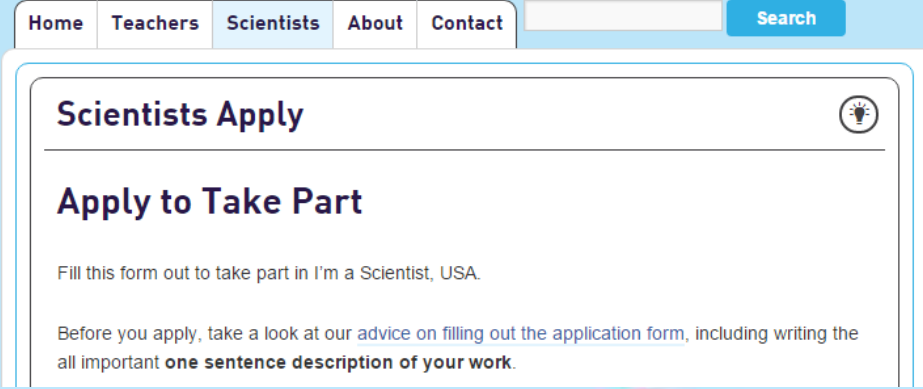 Home Teachers Scientists About Contact Search
Scientists Apply
Apply to Take Part
Fill this form out to take part in I'm a Scientist, USA.
Before you apply, take a look at our advice on filling out the application form, including writing the
all important one sentence description of your work.